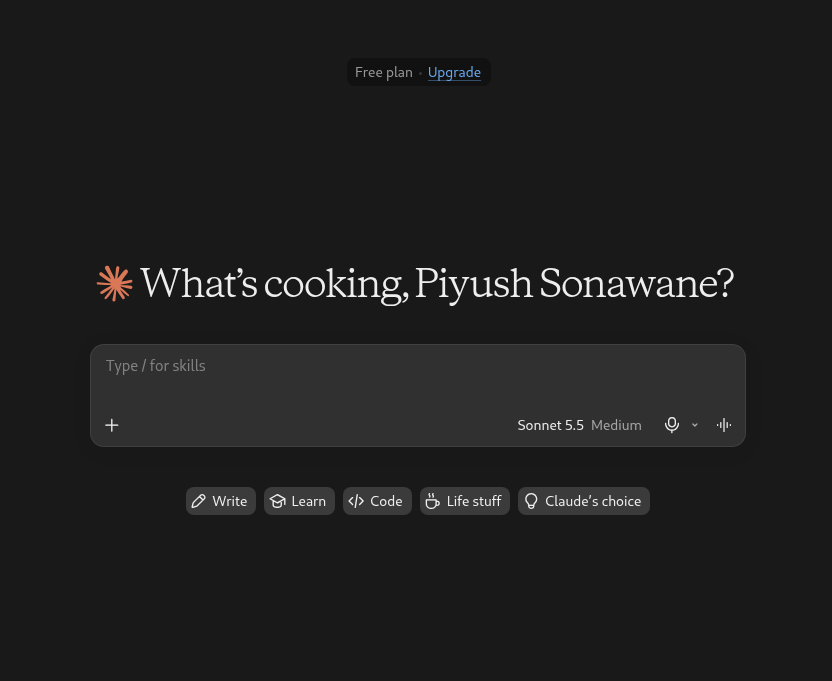 Free plan · Upgrade
What's cooking, Piyush Sonawane?
Type / for skills
Sonnet 5.5 Medium
Write Learn Code Life stuff Claude's choice